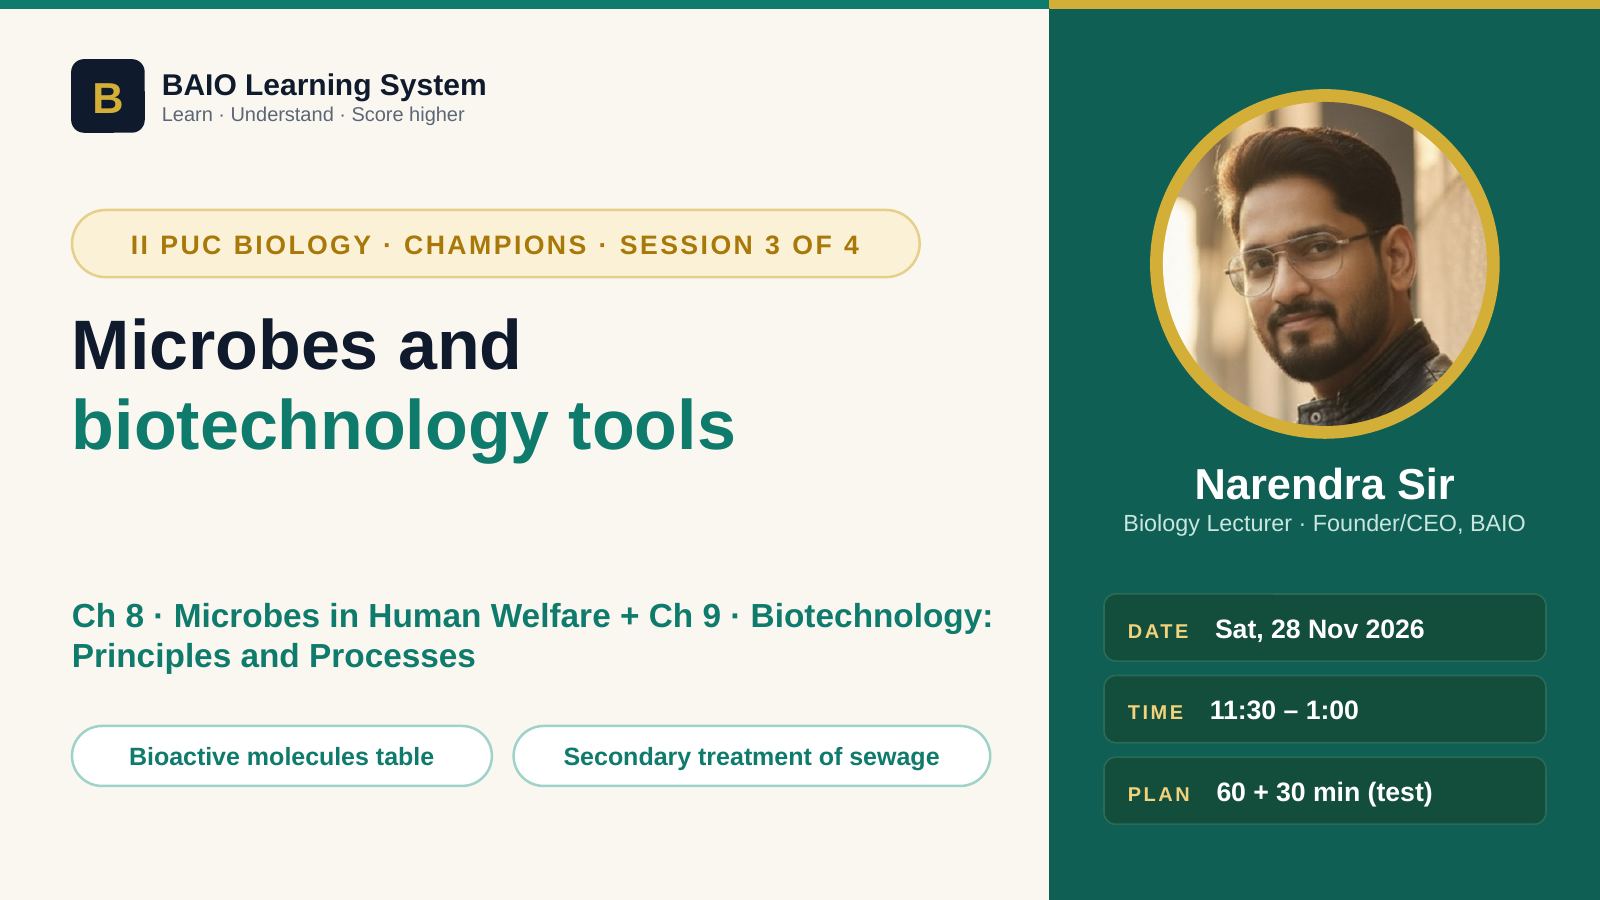 B
BAIO Learning System
Learn · Understand · Score higher
II PUC BIOLOGY · CHAMPIONS · SESSION 3 OF 4
Microbes and
biotechnology tools
Ch 8 · Microbes in Human Welfare + Ch 9 · Biotechnology:
Principles and Processes
Bioactive molecules table
Secondary treatment of sewage
Narendra Sir
Biology Lecturer · Founder/CEO, BAIO
DATE Sat, 28 Nov 2026
TIME 11:30 – 1:00
PLAN 60 + 30 min (test)